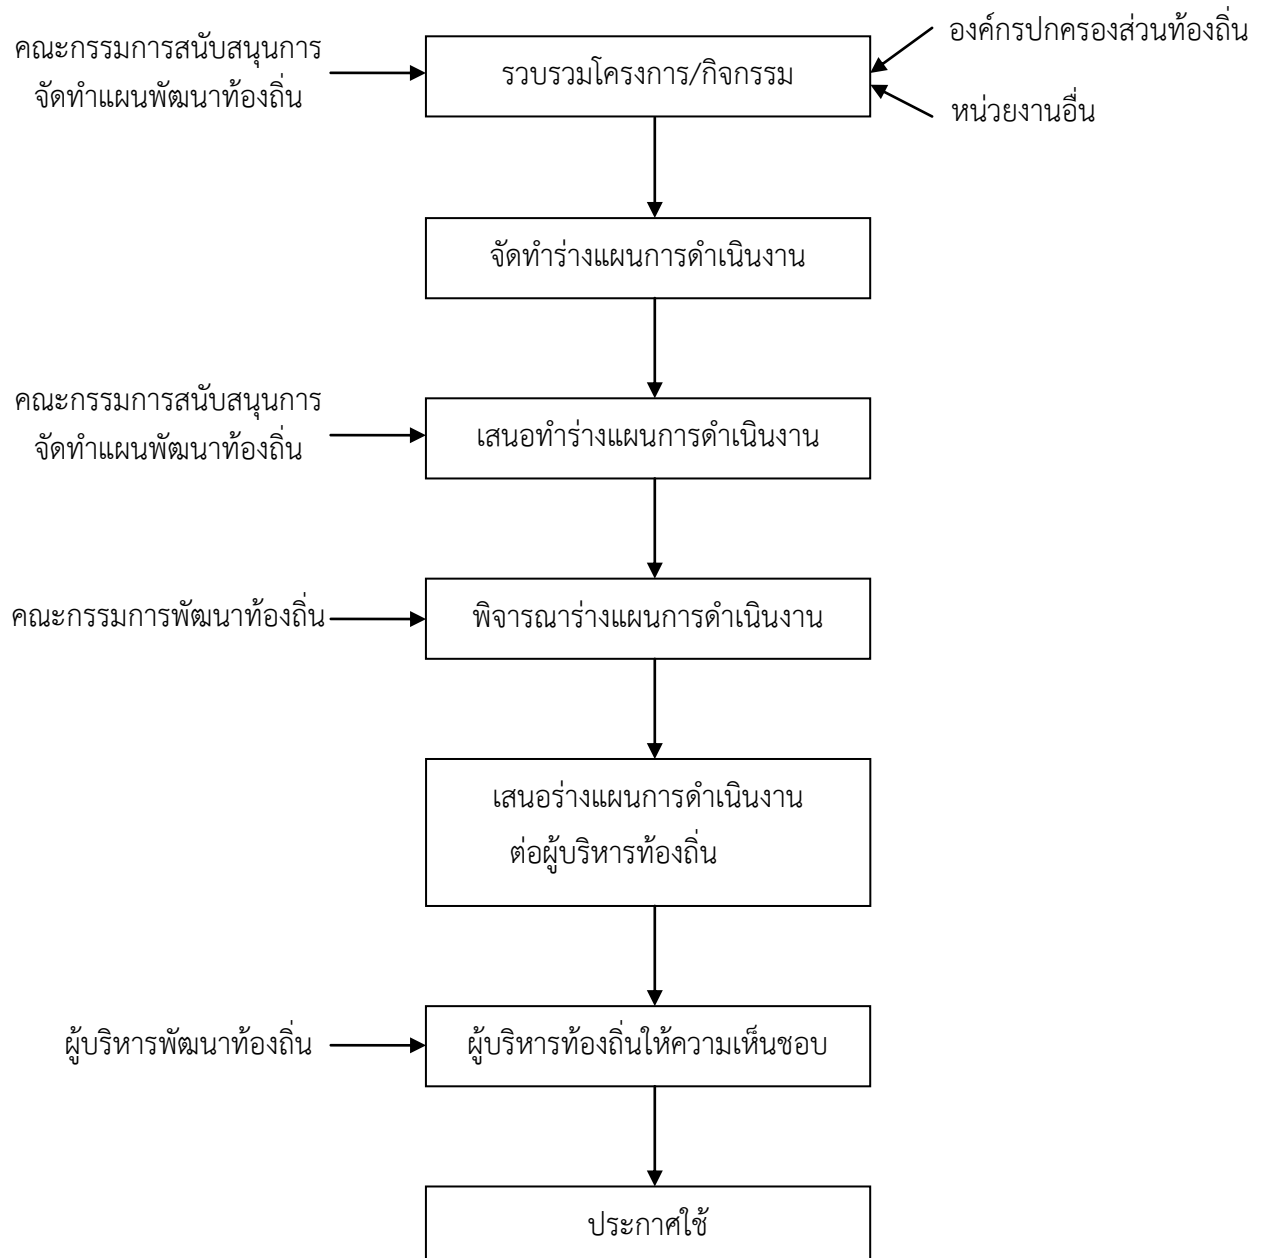 คณะกรรมการสนับสนุนการ
จัดทำแผนพัฒนาท้องถิ่น
รวบรวมโครงการ/กิจกรรม
องค์กรปกครองส่วนท้องถิ่น
หน่วยงานอื่น
จัดทำร่างแผนการดำเนินงาน
คณะกรรมการสนับสนุนการ
จัดทำแผนพัฒนาท้องถิ่น
เสนอทำร่างแผนการดำเนินงาน
คณะกรรมการพัฒนาท้องถิ่น
พิจารณาร่างแผนการดำเนินงาน
เสนอร่างแผนการดำเนินงาน
ต่อผู้บริหารท้องถิ่น
ผู้บริหารพัฒนาท้องถิ่น
ผู้บริหารท้องถิ่นให้ความเห็นชอบ
ประกาศใช้